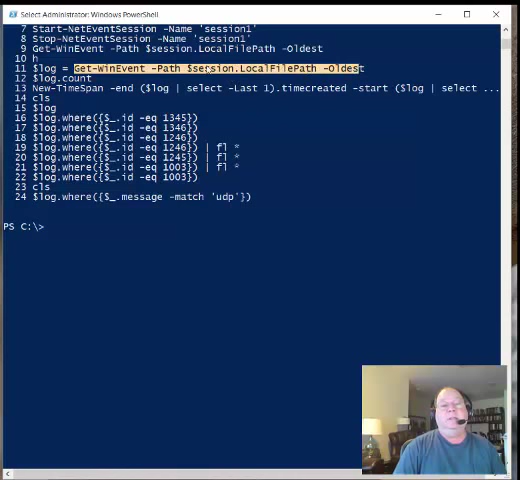 Select Administrator: Windows PowerShell
7 Start-NetEventSession -Name 'session1'
8 Stop-NetEventSession -Name 'session1'
9 Get-WinEvent -Path $session.LocalFilePath -Oldest
10 h
11 $log = Get-WinEvent -Path $session.LocalFilePath -Oldest
12 $log.count
13 New-TimeSpan -end ($log | select -Last 1).timecreated -start ($log | select ...
14 cls
15 $log
16 $log.where({$_.id -eq 1345})
17 $log.where({$_.id -eq 1346})
18 $log.where({$_.id -eq 1246})
19 $log.where({$_.id -eq 1246}) | fl *
20 $log.where({$_.id -eq 1245}) | fl *
21 $log.where({$_.id -eq 1003}) | fl *
22 $log.where({$_.id -eq 1003})
23 cls
24 $log.where({$_.message -match 'udp'})
PS C:\>